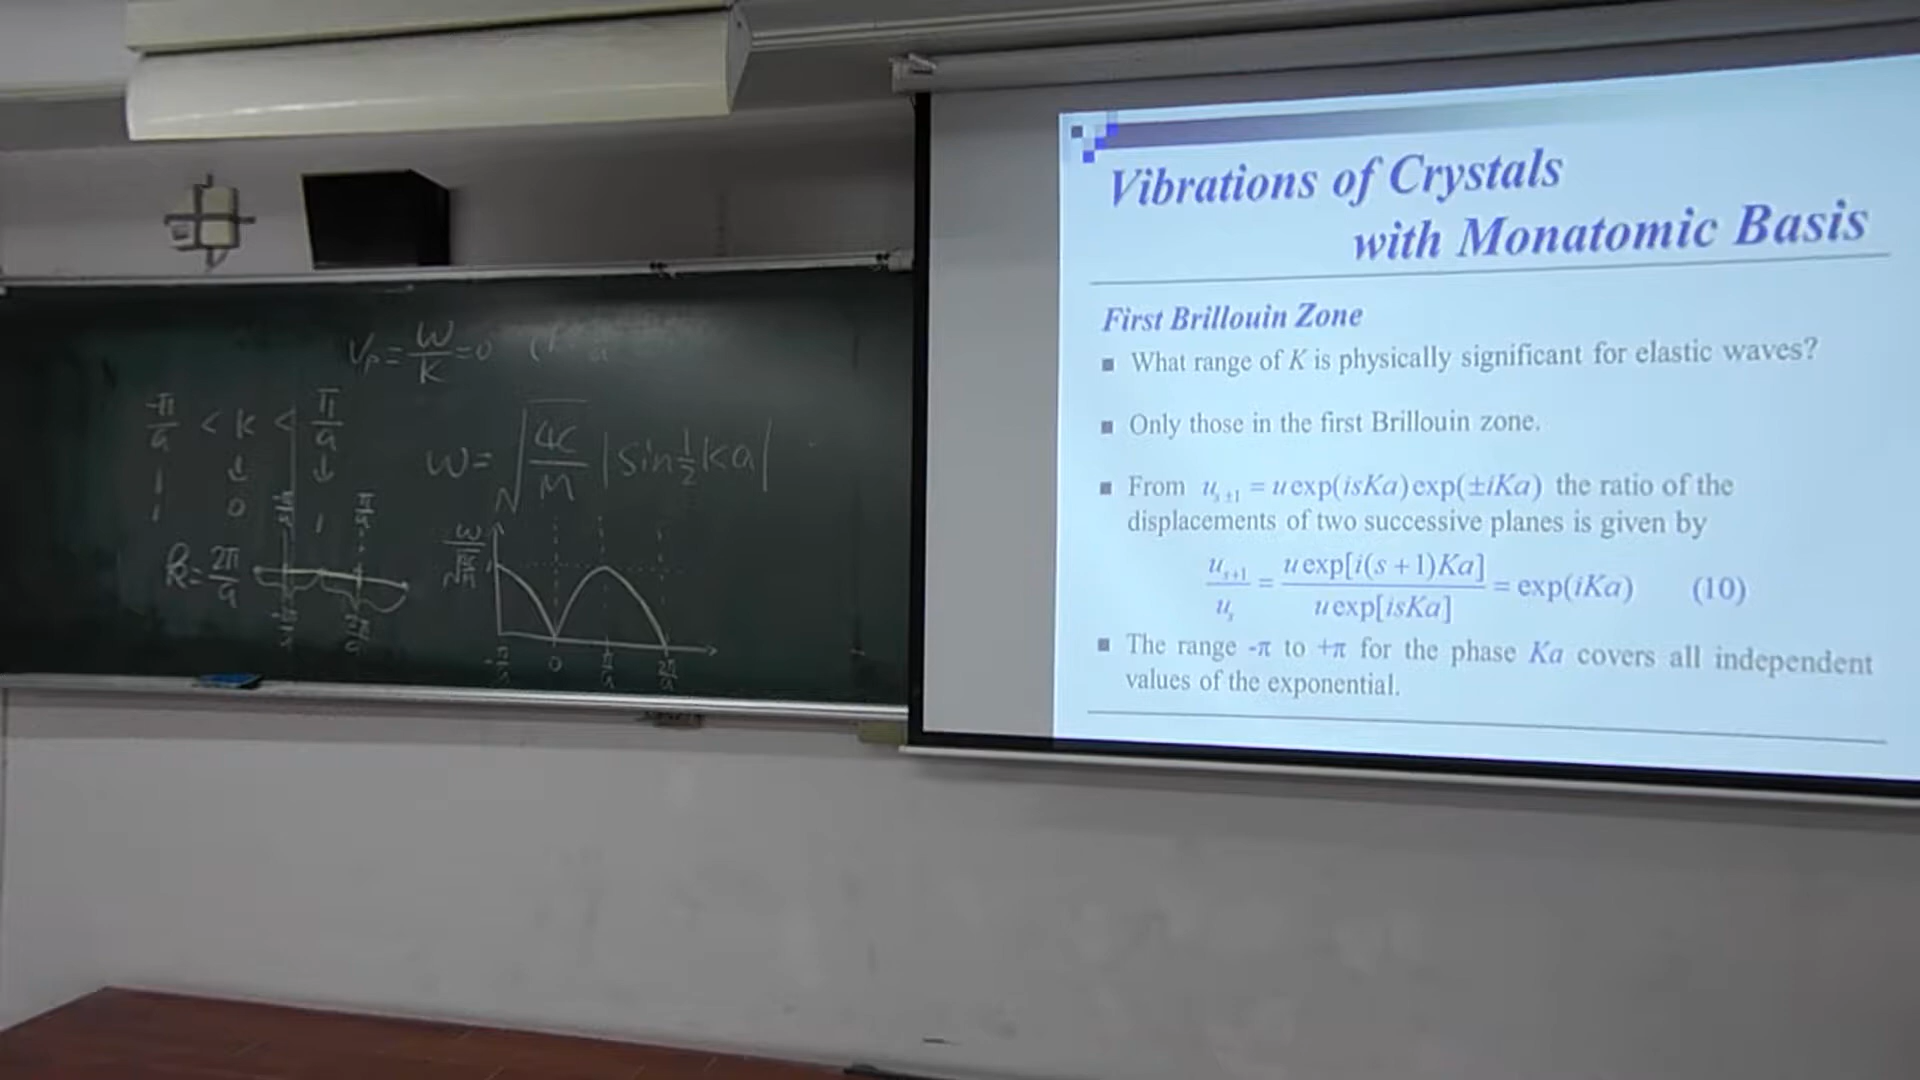 V_p = ω/K = 0
-π/a < k < π/a
0
R = 2π/a
ω = √(4C/M) |sin ½ka|
ω
-π/a 0 π/a 2π/a
Vibrations of Crystals
with Monatomic Basis
First Brillouin Zone
■ What range of K is physically significant for elastic waves?
■ Only those in the first Brillouin zone.
■ From u_{s±1} = u exp(isKa) exp(±iKa) the ratio of the
displacements of two successive planes is given by
u_{s+1}/u_s = u exp[i(s+1)Ka]/u exp[isKa] = exp(iKa) (10)
■ The range -π to +π for the phase Ka covers all independent
values of the exponential.